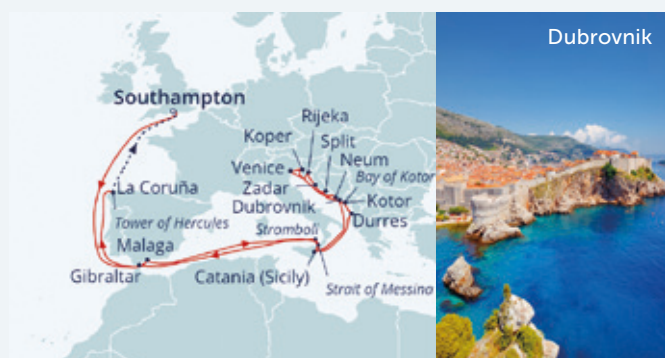 Dubrovnik
Southampton
Rijeka
Koper
Split
Venice
Neum
Bay of Kotor
Zadar
La Coruña
Kotor
Dubrovnik
Tower of Hercules
Durres
Stromboli
Malaga
Gibraltar
Catania (Sicily)
Strait of Messina